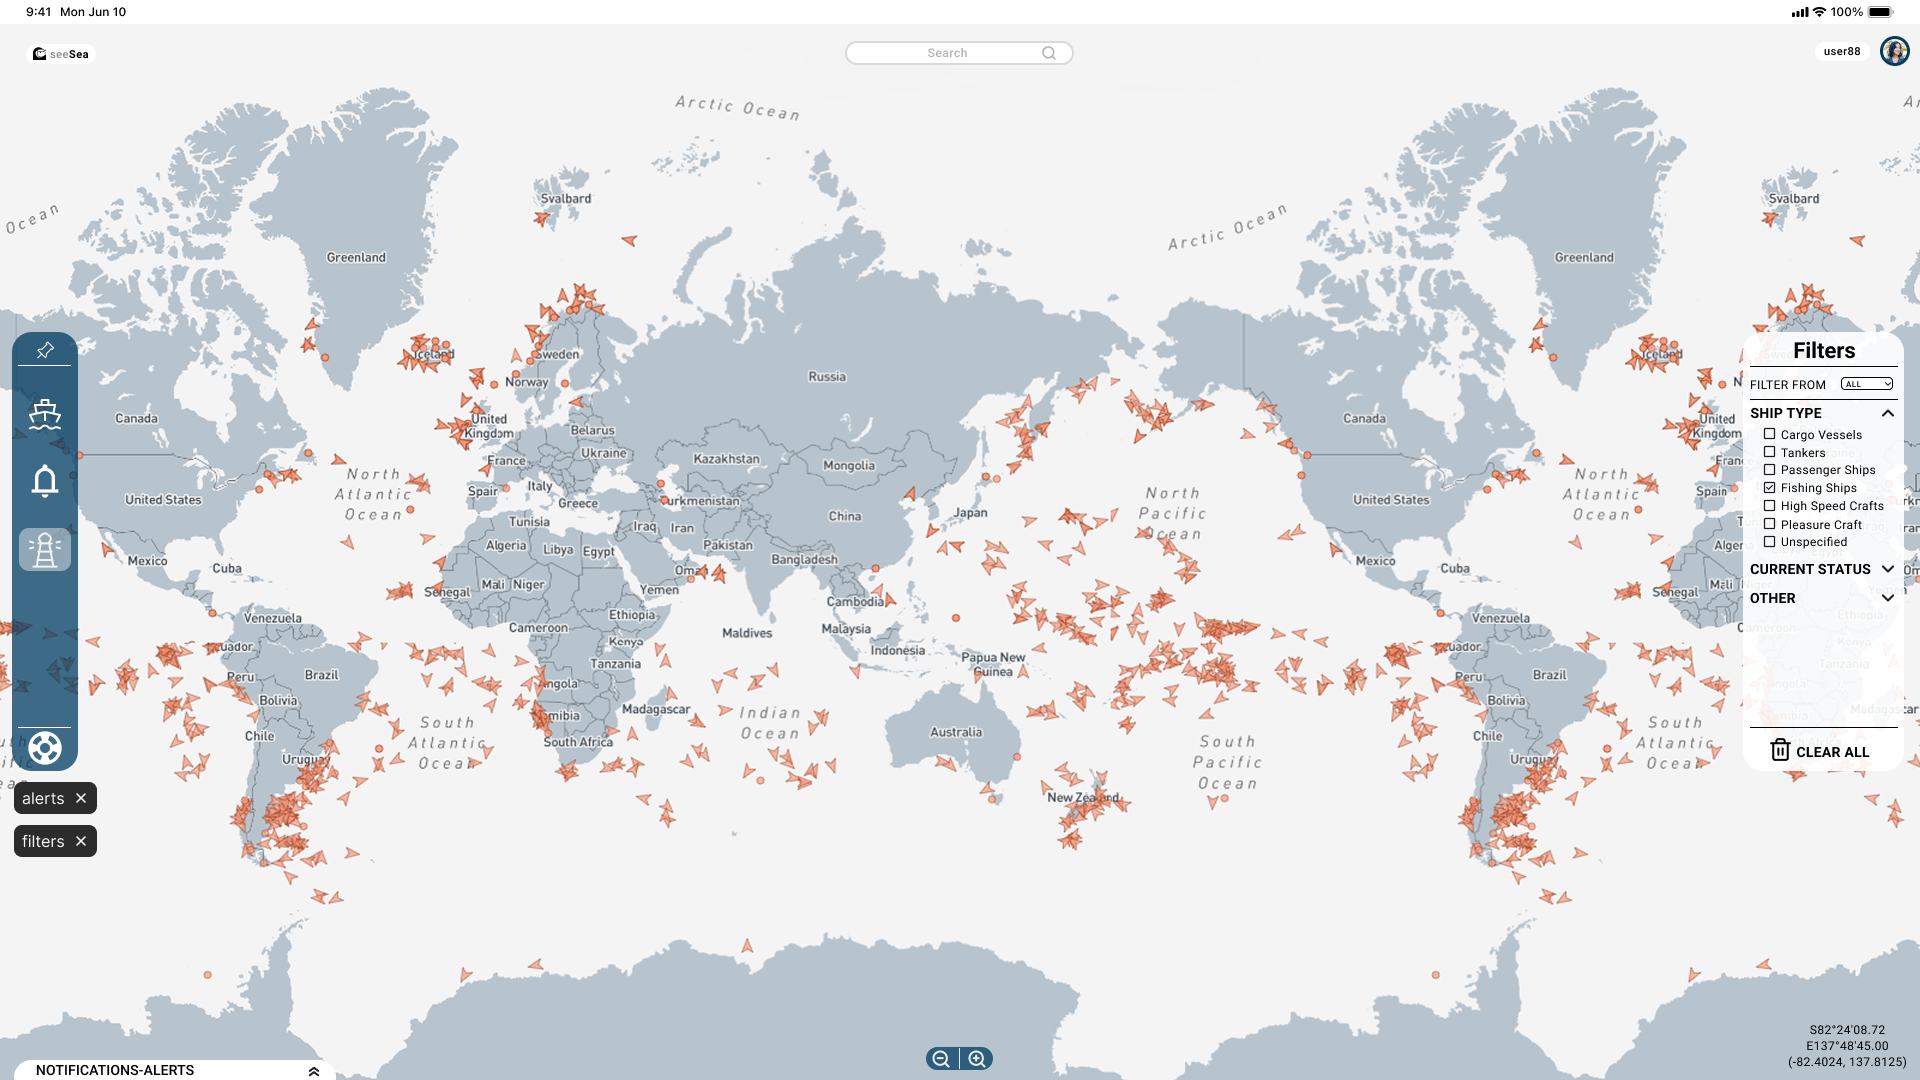 9:41 Mon Jun 10
100%
seeSea
Search
user88
Arctic Ocean
Ocean
Arctic Ocean
Svalbard
Svalbard
Greenland
Greenland
Iceland
Iceland
Sweden
Norway
Russia
Canada
Canada
United Kingdom
United Kingdom
Belarus
Ukraine
France
Kazakhstan
Mongolia
North Atlantic Ocean
North Atlantic Ocean
North Pacific Ocean
United States
United States
Spain
Spain
Italy
Greece
Turkmenistan
Japan
China
Tunisia
Iraq
Iran
Algeria
Libya
Egypt
Pakistan
Bangladesh
Mexico
Mexico
Cuba
Cuba
Oman
Mali
Niger
Senegal
Senegal
Yemen
Cambodia
Venezuela
Venezuela
Ethiopia
Cameroon
Maldives
Malaysia
Kenya
Indonesia
Papua New Guinea
Ecuador
Ecuador
Tanzania
Peru
Peru
Brazil
Brazil
Angola
Bolivia
Bolivia
Namibia
Madagascar
Indian Ocean
Australia
South Atlantic Ocean
South Atlantic Ocean
Chile
Chile
South Africa
South Pacific Ocean
Uruguay
Uruguay
New Zealand
Filters
FILTER FROM ALL
SHIP TYPE
Cargo Vessels
Tankers
Passenger Ships
Fishing Ships
High Speed Crafts
Pleasure Craft
Unspecified
CURRENT STATUS
OTHER
CLEAR ALL
alerts
filters
S82°24'08.72
E137°48'45.00
(-82.4024, 137.8125)
NOTIFICATIONS-ALERTS